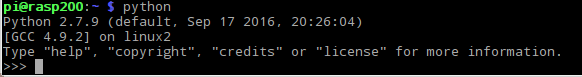 pi@rasp200:~ $ python
Python 2.7.9 (default, Sep 17 2016, 20:26:04)
[GCC 4.9.2] on linux2
Type "help", "copyright", "credits" or "license" for more information.
>>>